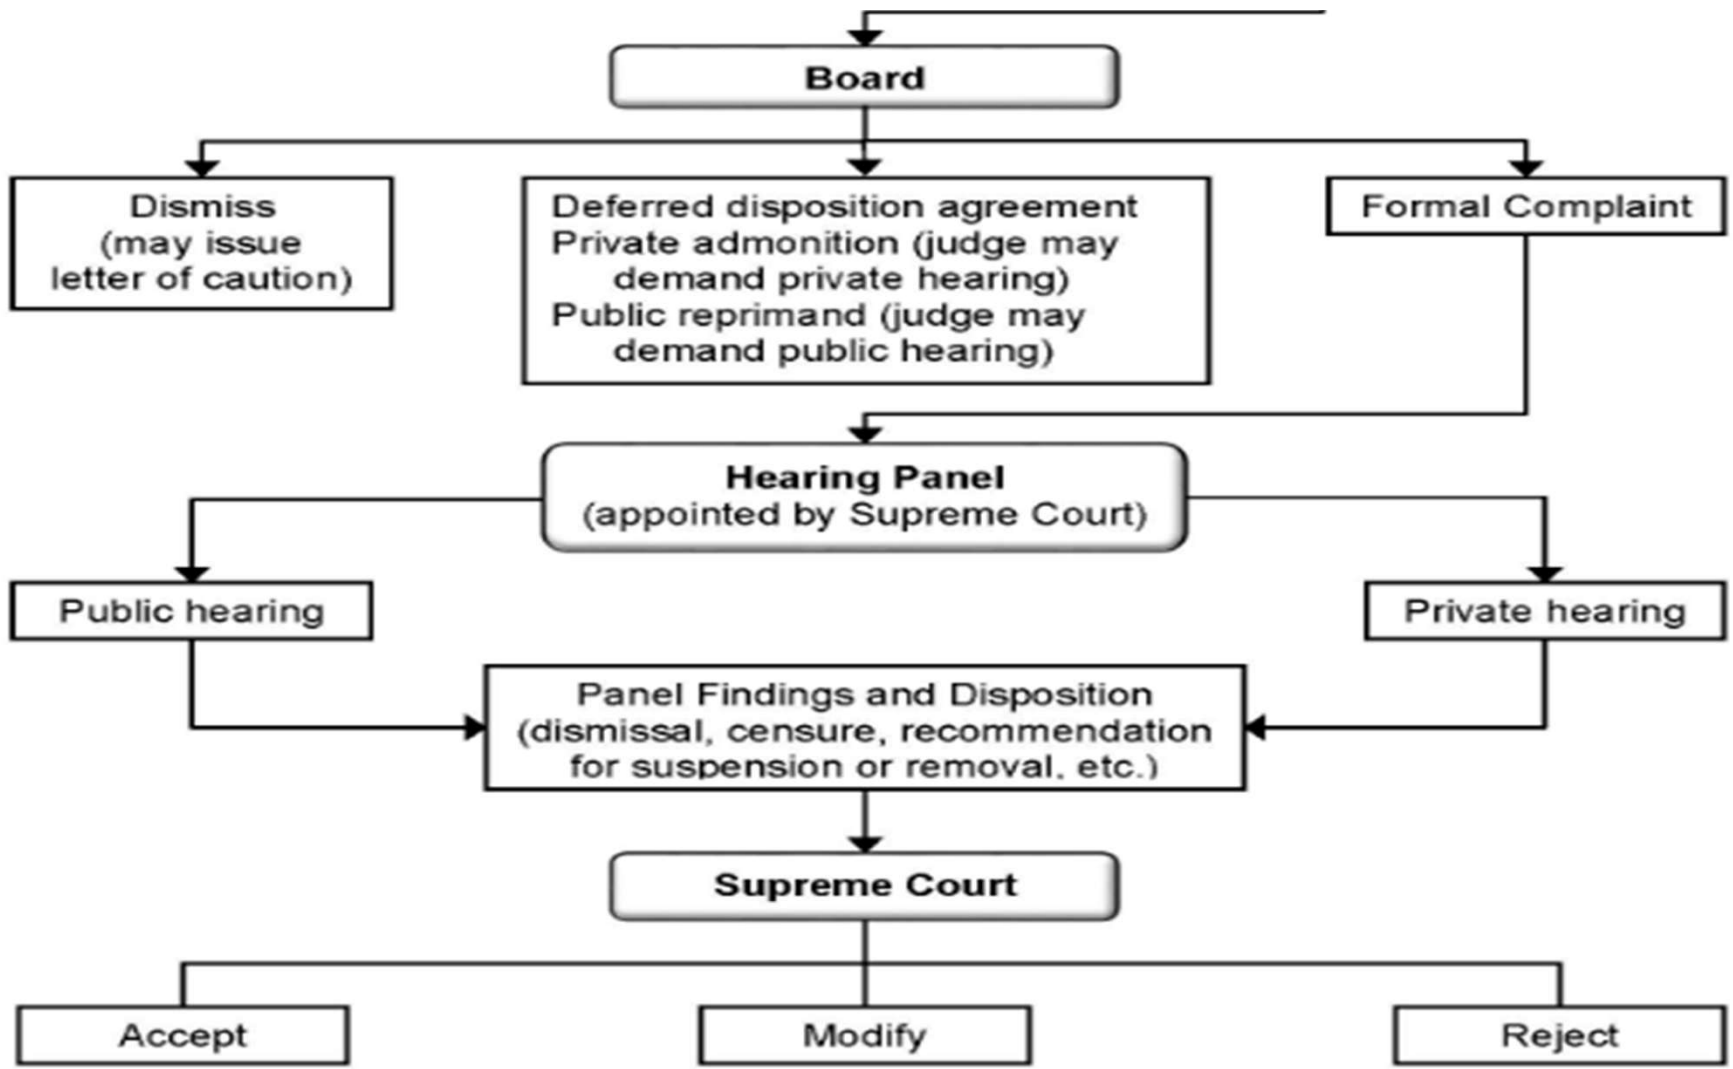 Board
Dismiss
(may issue
letter of caution)
Deferred disposition agreement
Private admonition (judge may
demand private hearing)
Public reprimand (judge may
demand public hearing)
Formal Complaint
Hearing Panel
(appointed by Supreme Court)
Public hearing
Private hearing
Panel Findings and Disposition
(dismissal, censure, recommendation
for suspension or removal, etc.)
Supreme Court
Accept
Modify
Reject